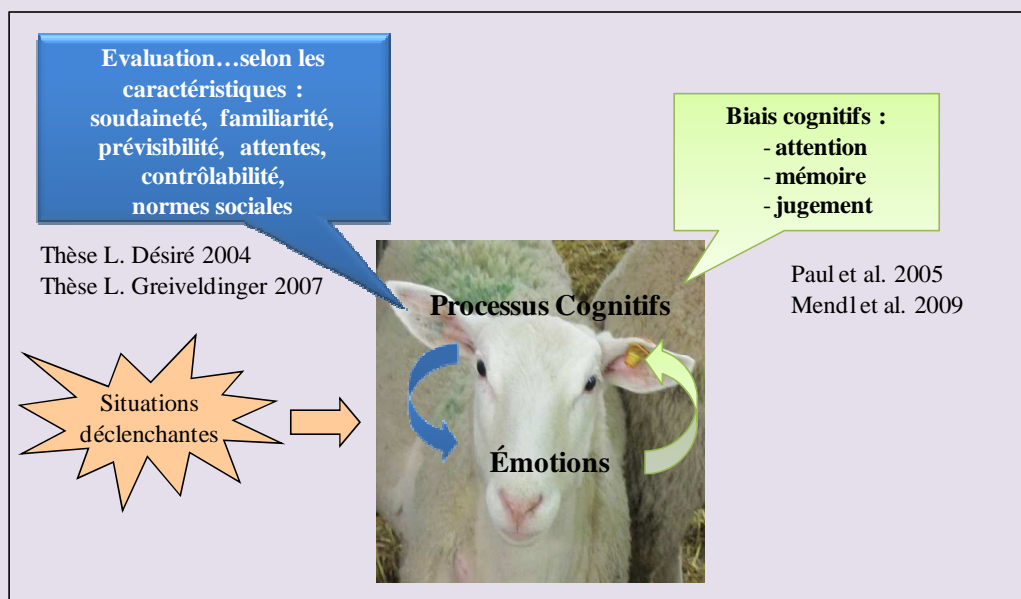 Evaluation…selon les
caractéristiques :
soudaineté, familiarité,
prévisibilité, attentes,
contrôlabilité,
normes sociales
Biais cognitifs :
- attention
- mémoire
- jugement
Thèse L. Désiré 2004
Thèse L. Greiveldinger 2007
Paul et al. 2005
Mendl et al. 2009
Processus Cognitifs
Situations
déclenchantes
Émotions